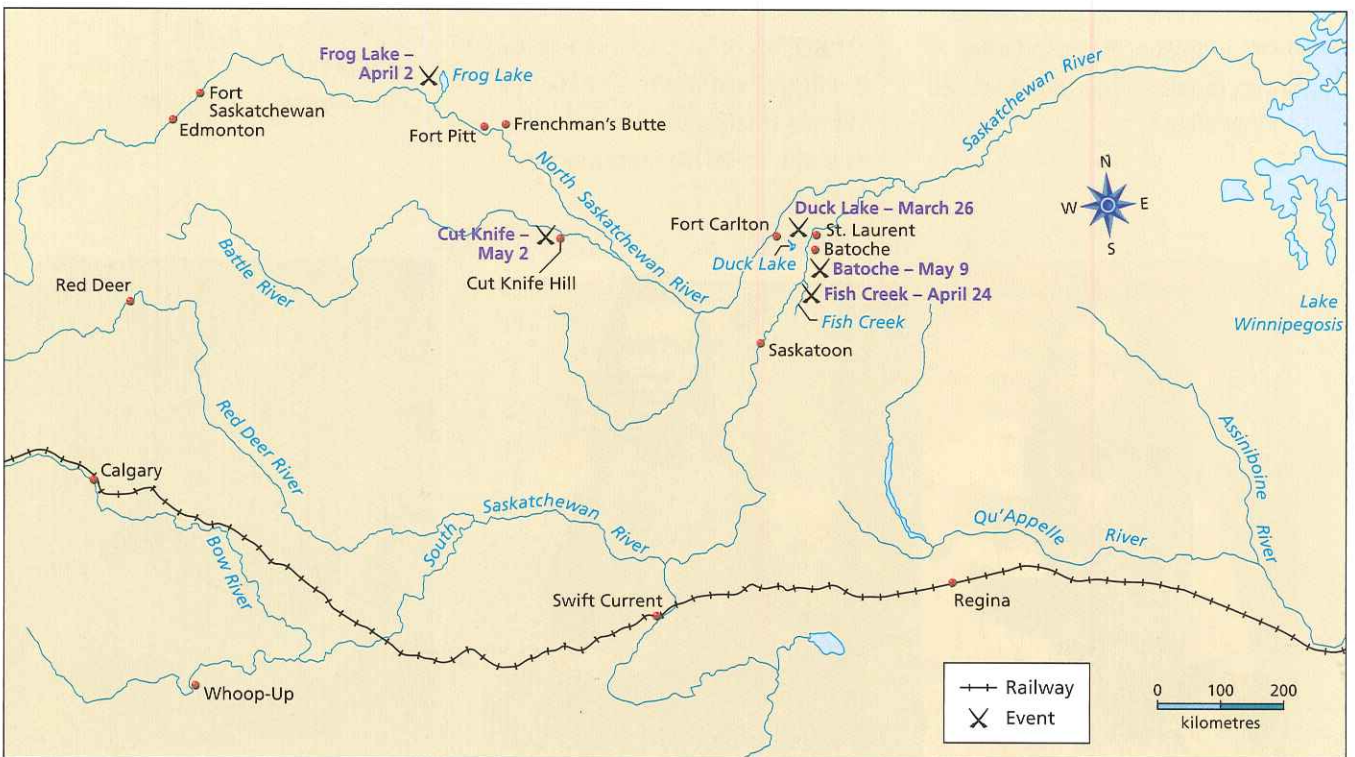 Frog Lake –
April 2
Frog Lake
Fort
Saskatchewan
Edmonton
Fort Pitt
Frenchman's Butte
Saskatchewan River
N
W
E
S
North Saskatchewan River
Fort Carlton
Duck Lake – March 26
St. Laurent
Batoche
Duck Lake
Batoche – May 9
Fish Creek – April 24
Fish Creek
Cut Knife –
May 2
Cut Knife Hill
Battle River
Red Deer
Lake
Winnipegosis
Saskatoon
Red Deer River
Assiniboine River
Calgary
South Saskatchewan River
Qu'Appelle River
Bow River
Swift Current
Regina
Whoop-Up
Railway
Event
0 100 200
kilometres